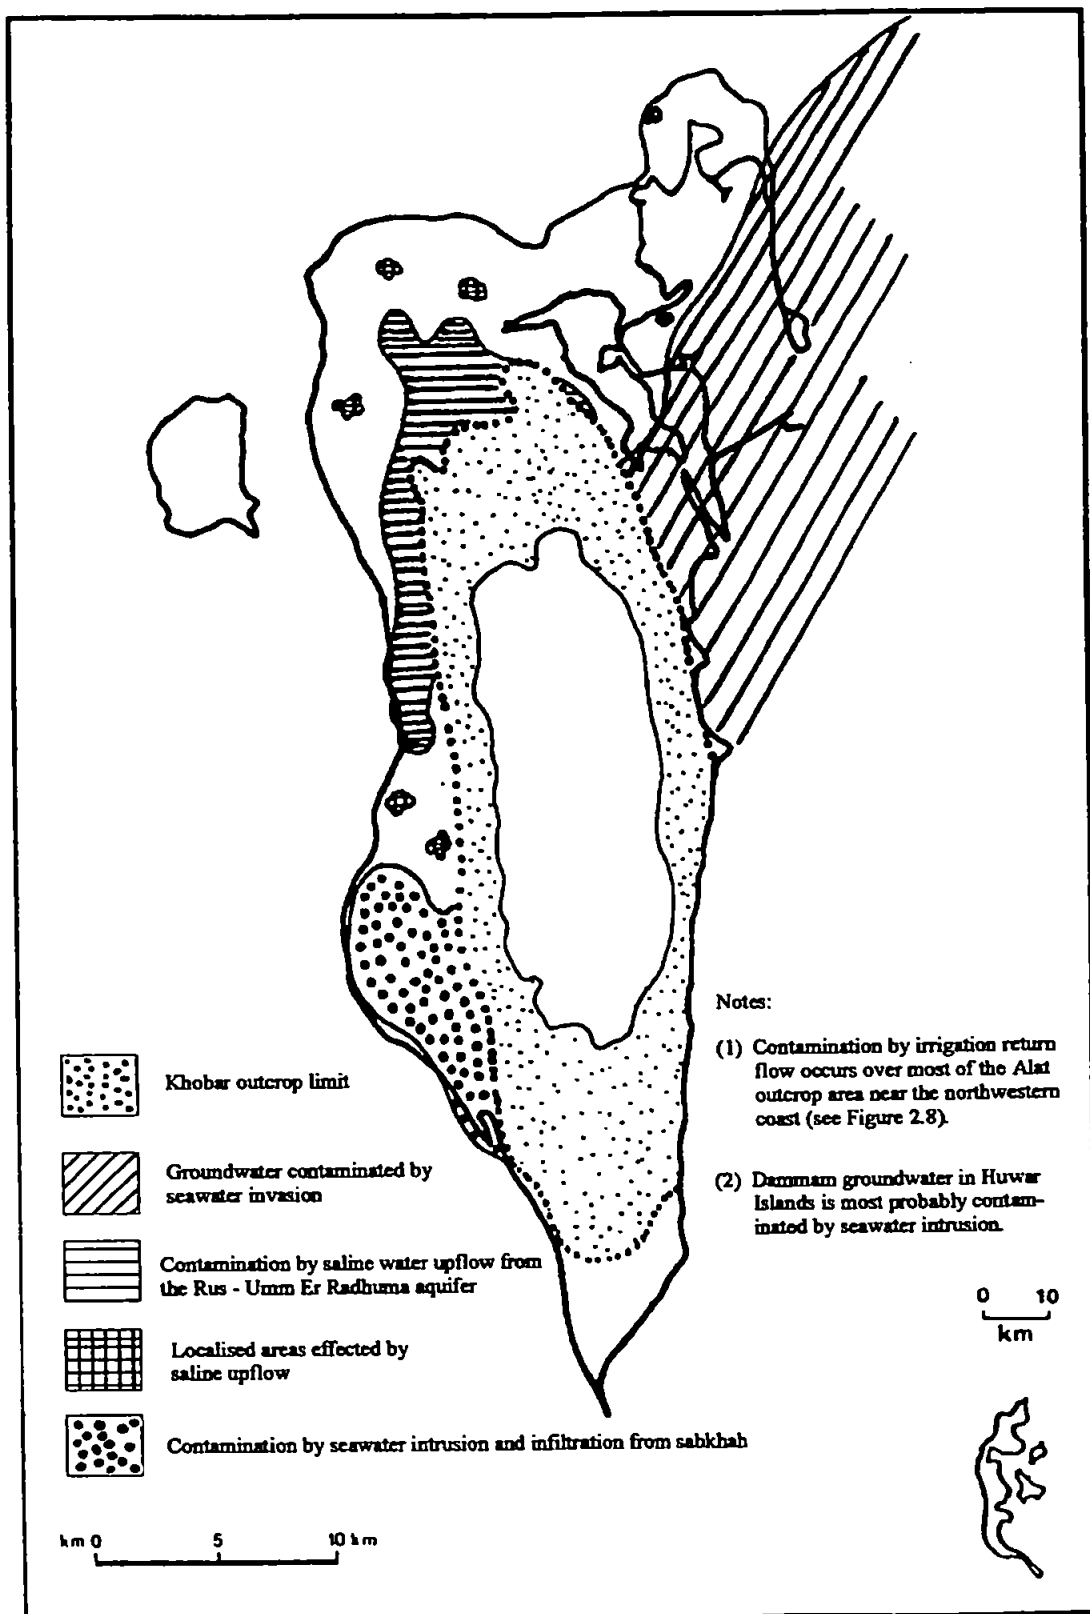 Notes:
(1) Contamination by irrigation return
flow occurs over most of the Alat
outcrop area near the northwestern
coast (see Figure 2.8).
(2) Dammam groundwater in Huwar
Islands is most probably contam-
inated by seawater intrusion.
0 10
km
Khobar outcrop limit
Groundwater contaminated by
seawater invasion
Contamination by saline water upflow from
the Rus - Umm Er Radhuma aquifer
Localised areas effected by
saline upflow
Contamination by seawater intrusion and infiltration from sabkhah
km 0 5 10 km